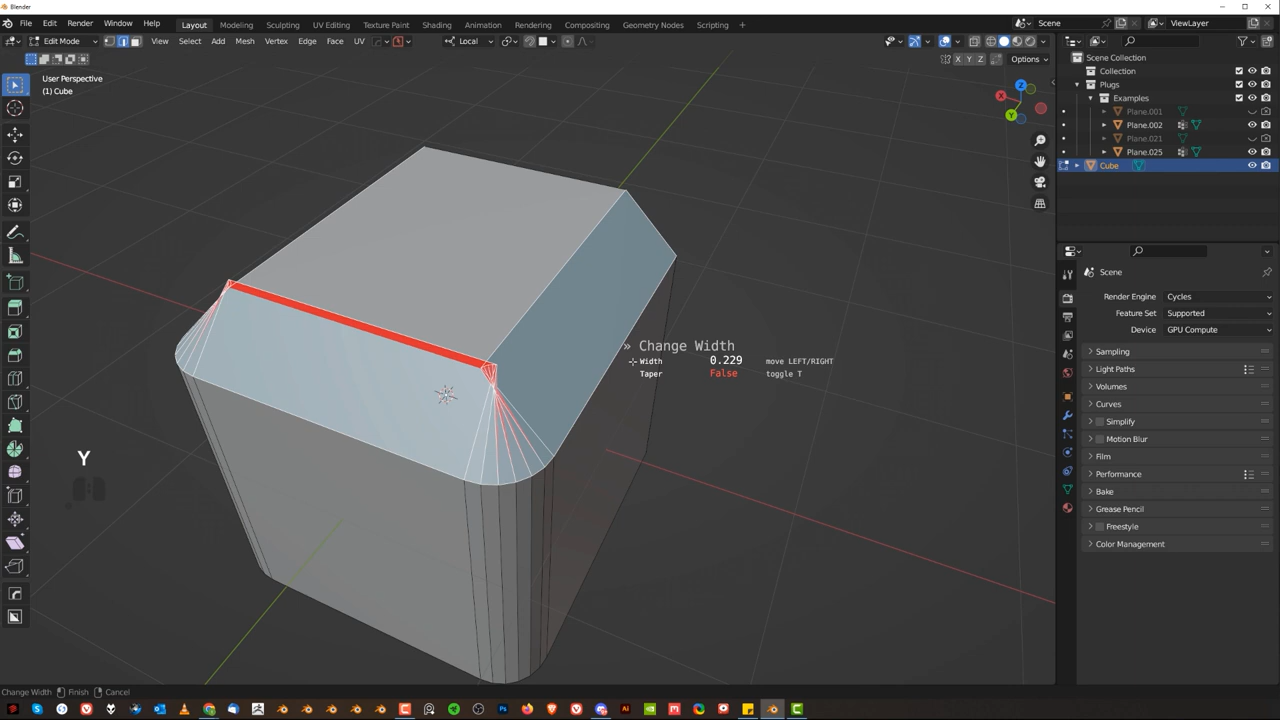 Blender
File Edit Render Window Help Layout Modeling Sculpting UV Editing Texture Paint Shading Animation Rendering Compositing Geometry Nodes Scripting + Scene ViewLayer
Edit Mode View Select Add Mesh Vertex Edge Face UV Local
X Y Z Options
User Perspective
(1) Cube
Scene Collection
Collection
Plugs
Examples
Plane.001
Plane.002
Plane.021
Plane.025
Cube
Z
X
Y
» Change Width
Width 0.229 move LEFT/RIGHT
Taper False toggle T
Y
Scene
Render Engine Cycles
Feature Set Supported
Device GPU Compute
Sampling
Light Paths
Volumes
Curves
Simplify
Motion Blur
Film
Performance
Bake
Grease Pencil
Freestyle
Color Management
Change Width Finish Cancel